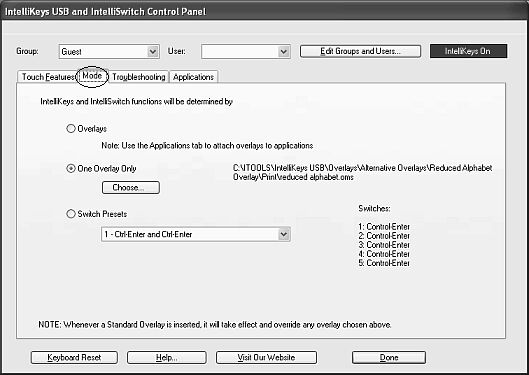 IntelliKeys USB and IntelliSwitch Control Panel
Group: Guest User: Edit Groups and Users... IntelliKeys On
Touch Features Mode Troubleshooting Applications
IntelliKeys and IntelliSwitch functions will be determined by
Overlays
Note: Use the Applications tab to attach overlays to applications
One Overlay Only C:\ITOOLS\IntelliKeys USB\Overlays\Alternative Overlays\Reduced Alphabet
Overlay\Print\reduced alphabet.oms
Choose...
Switch Presets Switches:
1 - Ctrl-Enter and Ctrl-Enter 1: Control-Enter
2: Control-Enter
3: Control-Enter
4: Control-Enter
5: Control-Enter
NOTE: Whenever a Standard Overlay is inserted, it will take effect and override any overlay chosen above.
Keyboard Reset Help... Visit Our Website Done